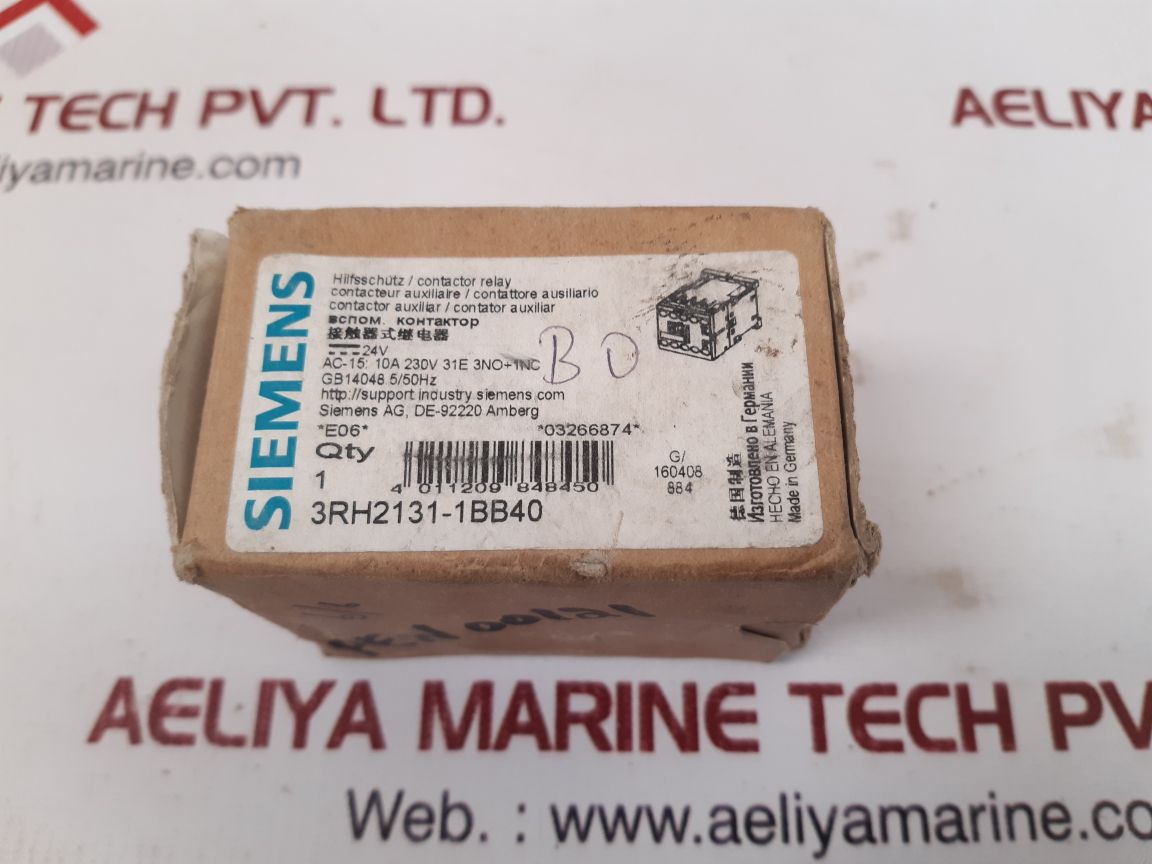 TECH PVT. LTD.
AELIYA
liyamarine.com
SIEMENS
Hilfsschütz / contactor relay
contacteur auxiliaire / contattore ausiliario
contactor auxiliar / contator auxiliar
вспом. контактор
接触器式继电器
24V
AC-15: 10A 230V 31E 3NO+1NC
GB14048.5/50Hz
http://support.industry.siemens.com
Siemens AG, DE-92220 Amberg
*E06* *03266874*
Qty
1
4 011209 848450
3RH2131-1BB40
B D
G/
160408
884
德国制造
Изготовлено в Германии
HECHO EN ALEMANIA
Made in Germany
00121
AELIYA MARINE TECH PV
Web. : www.aeliyamarine.co